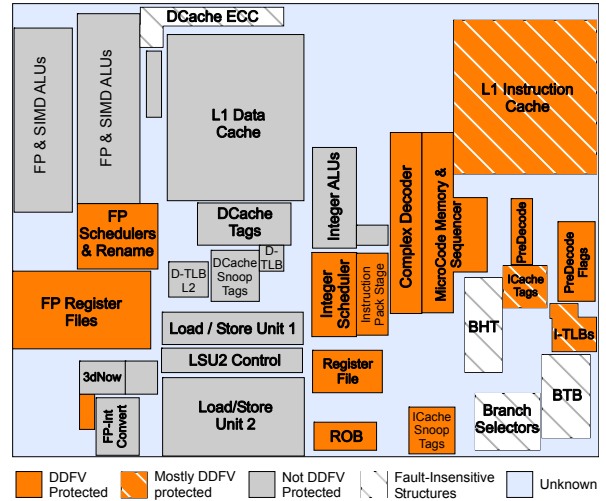 DCache ECC
FP & SIMD ALUs
FP & SIMD ALUs
L1 Data
Cache
L1 Instruction
Cache
Integer ALUs
Complex Decoder
MicroCode Memory &
Sequencer
FP
Schedulers
& Rename
DCache
Tags
PreDecode
PreDecode
Flags
D-TLB
L2
DCache
Snoop
Tags
D-
TLB
Integer
Scheduler
Instruction
Pack Stage
ICache
Tags
FP Register
Files
Load / Store Unit 1
BHT
I-TLBs
LSU2 Control
3dNow
Register
File
FP-Int
Convert
Load/Store
Unit 2
ROB
ICache
Snoop
Tags
Branch
Selectors
BTB
DDFV
Protected
Mostly DDFV
protected
Not DDFV
Protected
Fault-Insensitive
Structures
Unknown